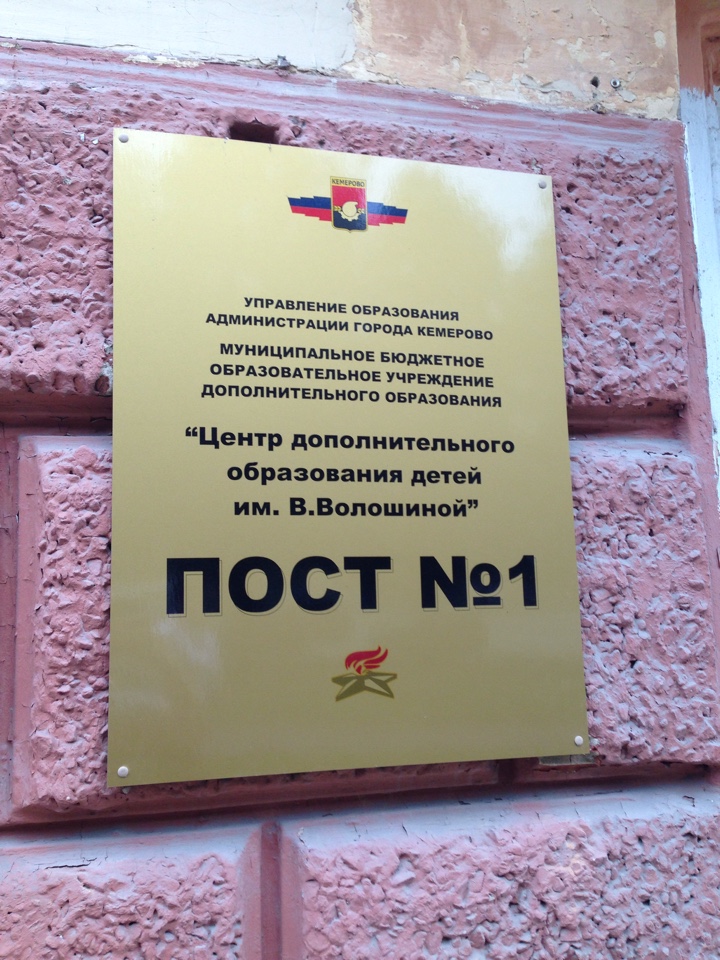 КЕМЕРОВО
УПРАВЛЕНИЕ ОБРАЗОВАНИЯ
АДМИНИСТРАЦИИ ГОРОДА КЕМЕРОВО
МУНИЦИПАЛЬНОЕ БЮДЖЕТНОЕ
ОБРАЗОВАТЕЛЬНОЕ УЧРЕЖДЕНИЕ
ДОПОЛНИТЕЛЬНОГО ОБРАЗОВАНИЯ
“Центр дополнительного
образования детей
им. В.Волошиной”
ПОСТ №1